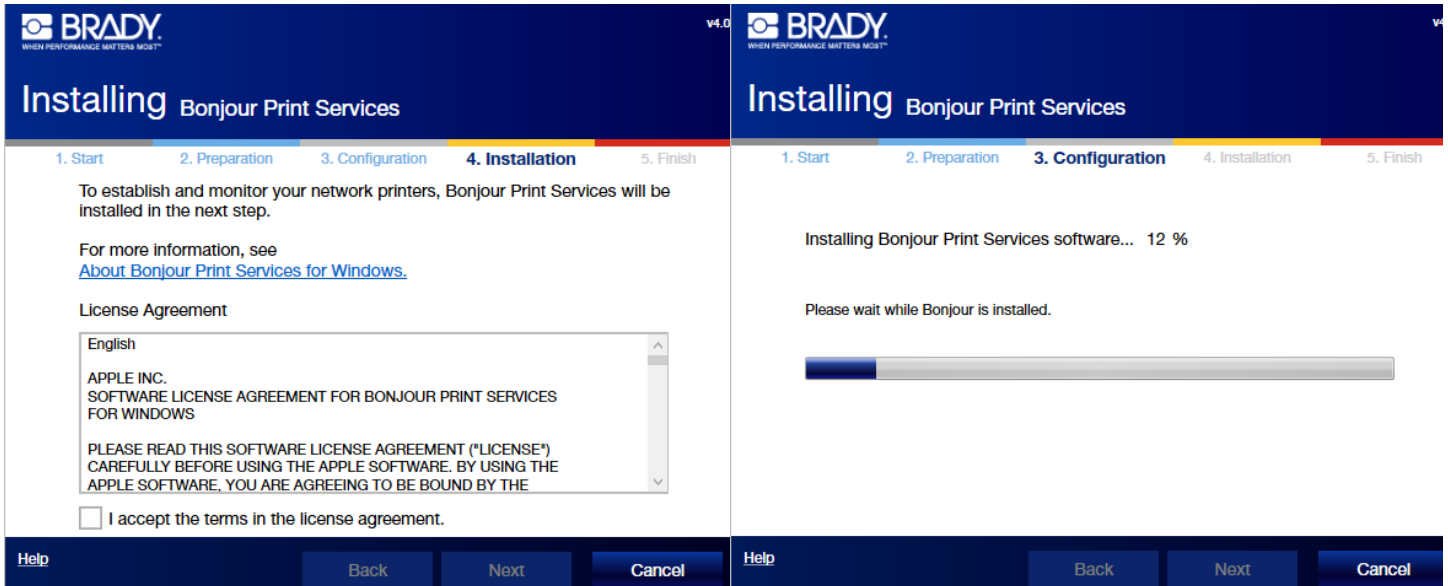 BRADY.
WHEN PERFORMANCE MATTERS MOST™
v4.0
Installing Bonjour Print Services
1. Start 2. Preparation 3. Configuration 4. Installation 5. Finish
To establish and monitor your network printers, Bonjour Print Services will be
installed in the next step.
For more information, see
About Bonjour Print Services for Windows.
License Agreement
English
APPLE INC.
SOFTWARE LICENSE AGREEMENT FOR BONJOUR PRINT SERVICES
FOR WINDOWS
PLEASE READ THIS SOFTWARE LICENSE AGREEMENT ("LICENSE")
CAREFULLY BEFORE USING THE APPLE SOFTWARE. BY USING THE
APPLE SOFTWARE, YOU ARE AGREEING TO BE BOUND BY THE
I accept the terms in the license agreement.
Help Back Next Cancel
BRADY.
WHEN PERFORMANCE MATTERS MOST™
v4
Installing Bonjour Print Services
1. Start 2. Preparation 3. Configuration 4. Installation 5. Finish
Installing Bonjour Print Services software... 12 %
Please wait while Bonjour is installed.
Help Back Next Cancel